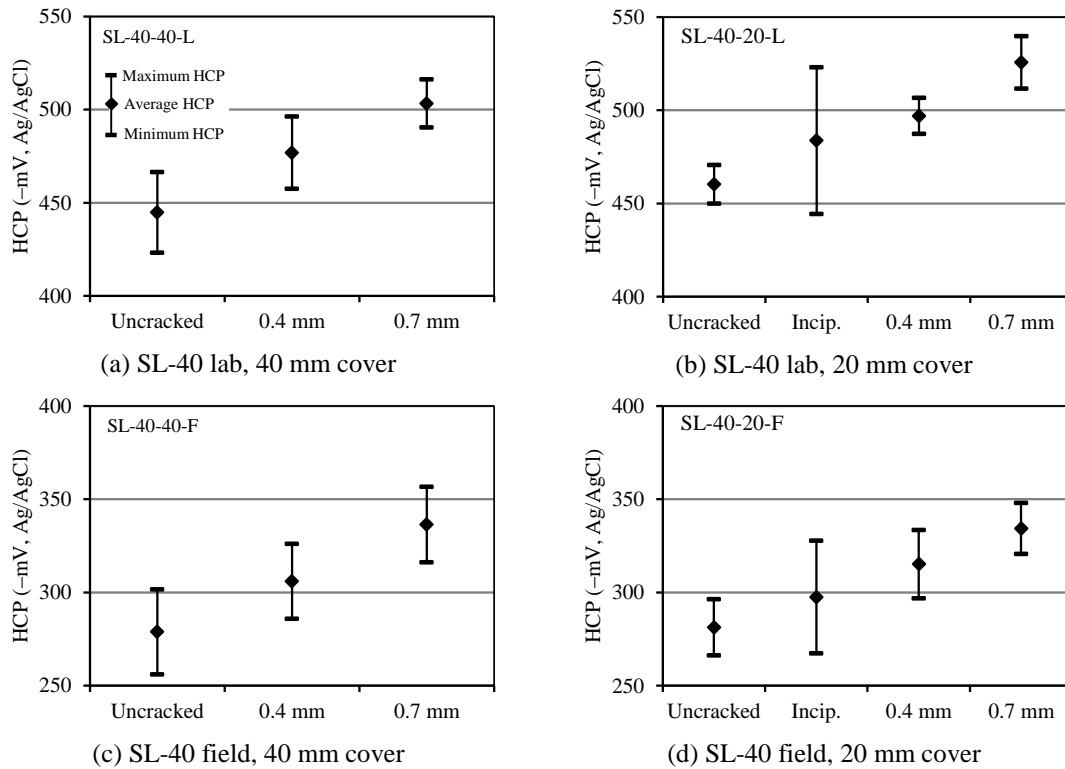 SL-40-40-L
Maximum HCP
Average HCP
Minimum HCP
HCP (–mV, Ag/AgCl)
550
500
450
400
Uncracked 0.4 mm 0.7 mm
(a) SL-40 lab, 40 mm cover
SL-40-20-L
HCP (–mV, Ag/AgCl)
550
500
450
400
Uncracked Incip. 0.4 mm 0.7 mm
(b) SL-40 lab, 20 mm cover
SL-40-40-F
HCP (–mV, Ag/AgCl)
400
350
300
250
Uncracked 0.4 mm 0.7 mm
(c) SL-40 field, 40 mm cover
SL-40-20-F
HCP (–mV, Ag/AgCl)
400
350
300
250
Uncracked Incip. 0.4 mm 0.7 mm
(d) SL-40 field, 20 mm cover